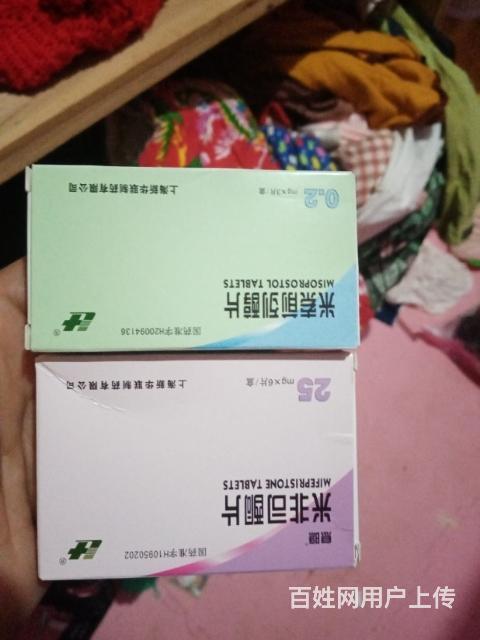 国药准字H10950202
®
息隐®
米非司酮片
MIFEPRISTONE TABLETS
25 mg×6片/盒
上海新华联制药有限公司
国药准字H20094136
®
米索前列醇片
MISOPROSTOL TABLETS
0.2 mg×3片/盒
上海新华联制药有限公司
百姓网用户上传